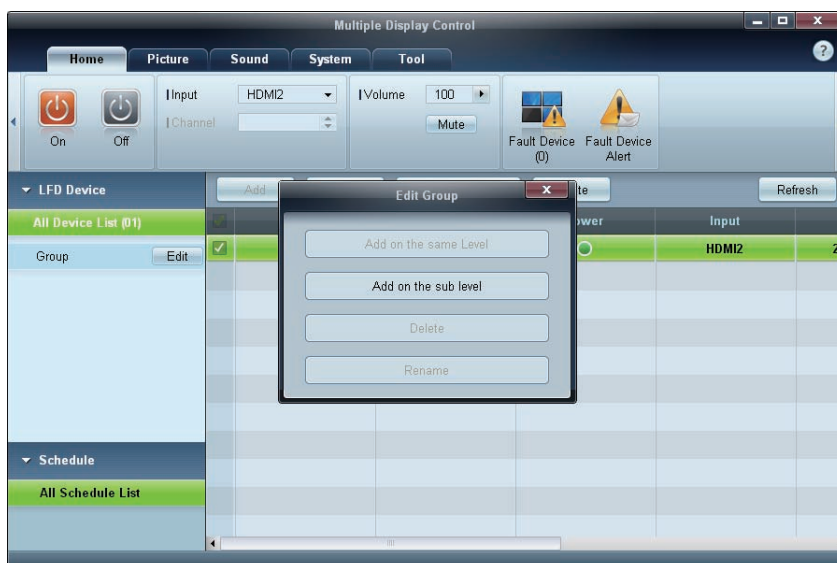 Multiple Display Control
Home Picture Sound System Tool
Input HDMI2
Volume 100
Channel
Mute
On Off
Fault Device (0)
Fault Device Alert
LFD Device
Add
Refresh
All Device List (01)
Input
Group Edit
HDMI2 2
Edit Group
Add on the same Level
Add on the sub level
Delete
Rename
Schedule
All Schedule List